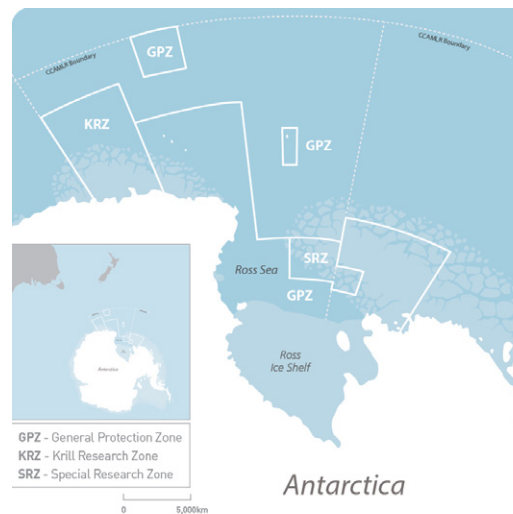 CCAMLR Boundary
GPZ
CCAMLR Boundary
KRZ
GPZ
Ross Sea
SRZ
GPZ
Ross
Ice Shelf
Antarctica
GPZ - General Protection Zone
KRZ - Krill Research Zone
SRZ - Special Research Zone
0 5,000km
Antarctica